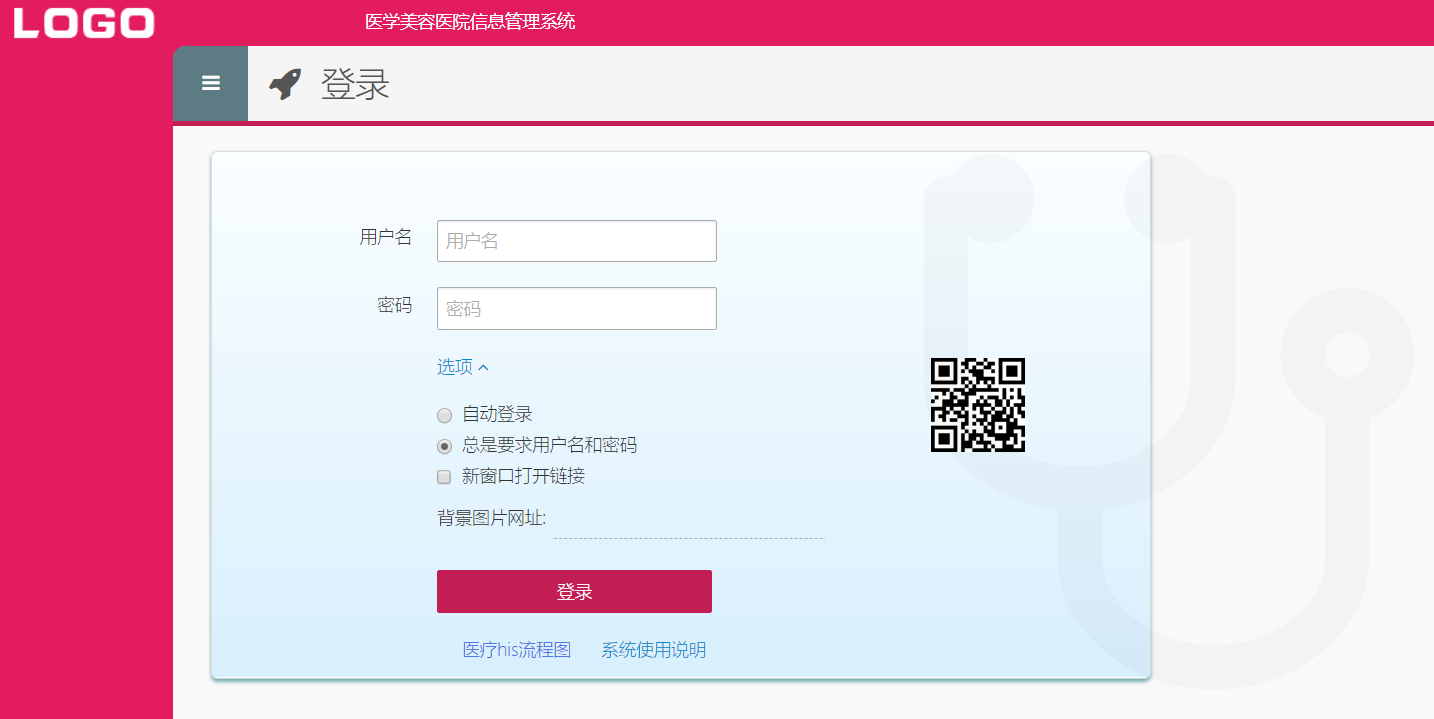 LOGO
医学美容医院信息管理系统
登录
用户名
用户名
密码
密码
选项
自动登录
总是要求用户名和密码
新窗口打开链接
背景图片网址:
登录
医疗his流程图 系统使用说明